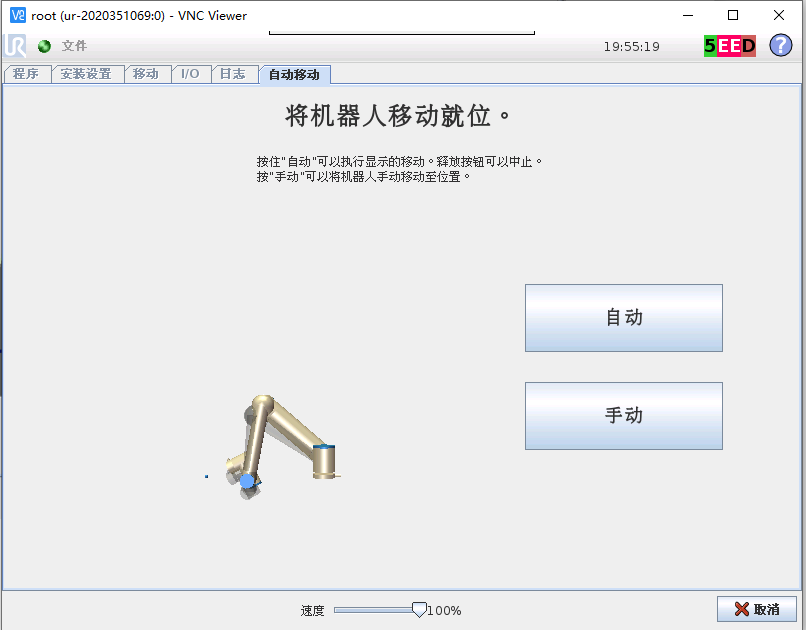 root (ur-2020351069:0) - VNC Viewer
UR 文件 19:55:19 5EED ?
程序 安装设置 移动 I/O 日志 自动移动
将机器人移动就位。
按住"自动"可以执行显示的移动。释放按钮可以中止。
按"手动"可以将机器人手动移动至位置。
自动
手动
速度 100% 取消